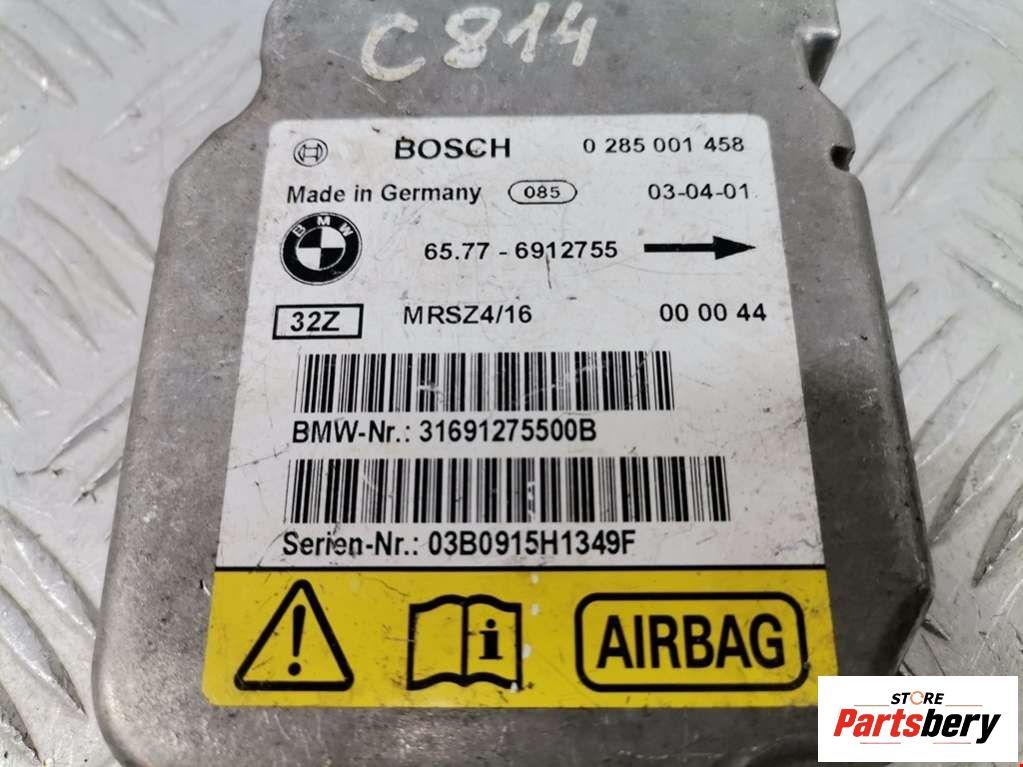 C814
BOSCH 0 285 001 458
Made in Germany 085 03-04-01
BMW
65.77 - 6912755
32Z MRSZ4/16 00 00 44
BMW-Nr.: 31691275500B
Serien-Nr.: 03B0915H1349F
! i AIRBAG
STORE
Partsbery